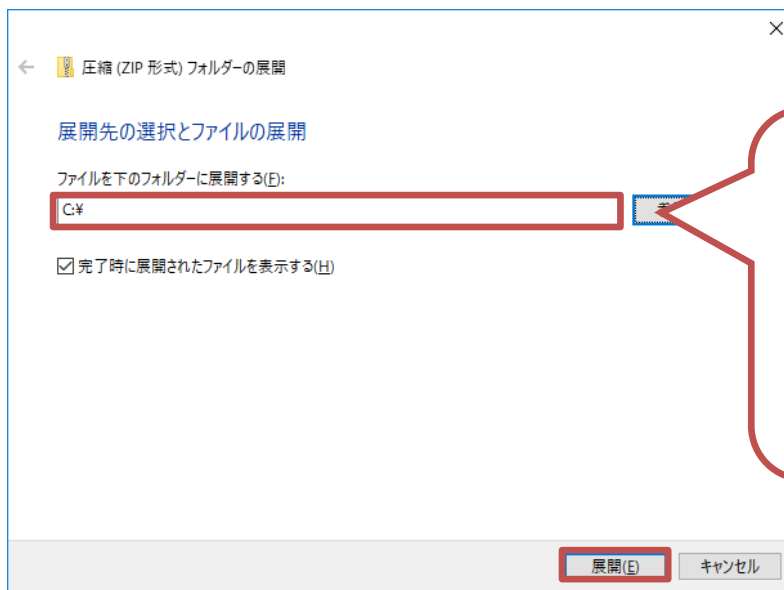 圧縮 (ZIP 形式) フォルダーの展開
展開先の選択とファイルの展開
ファイルを下のフォルダーに展開する(F):
C:¥
完了時に展開されたファイルを表示する(H)
展開(E) キャンセル